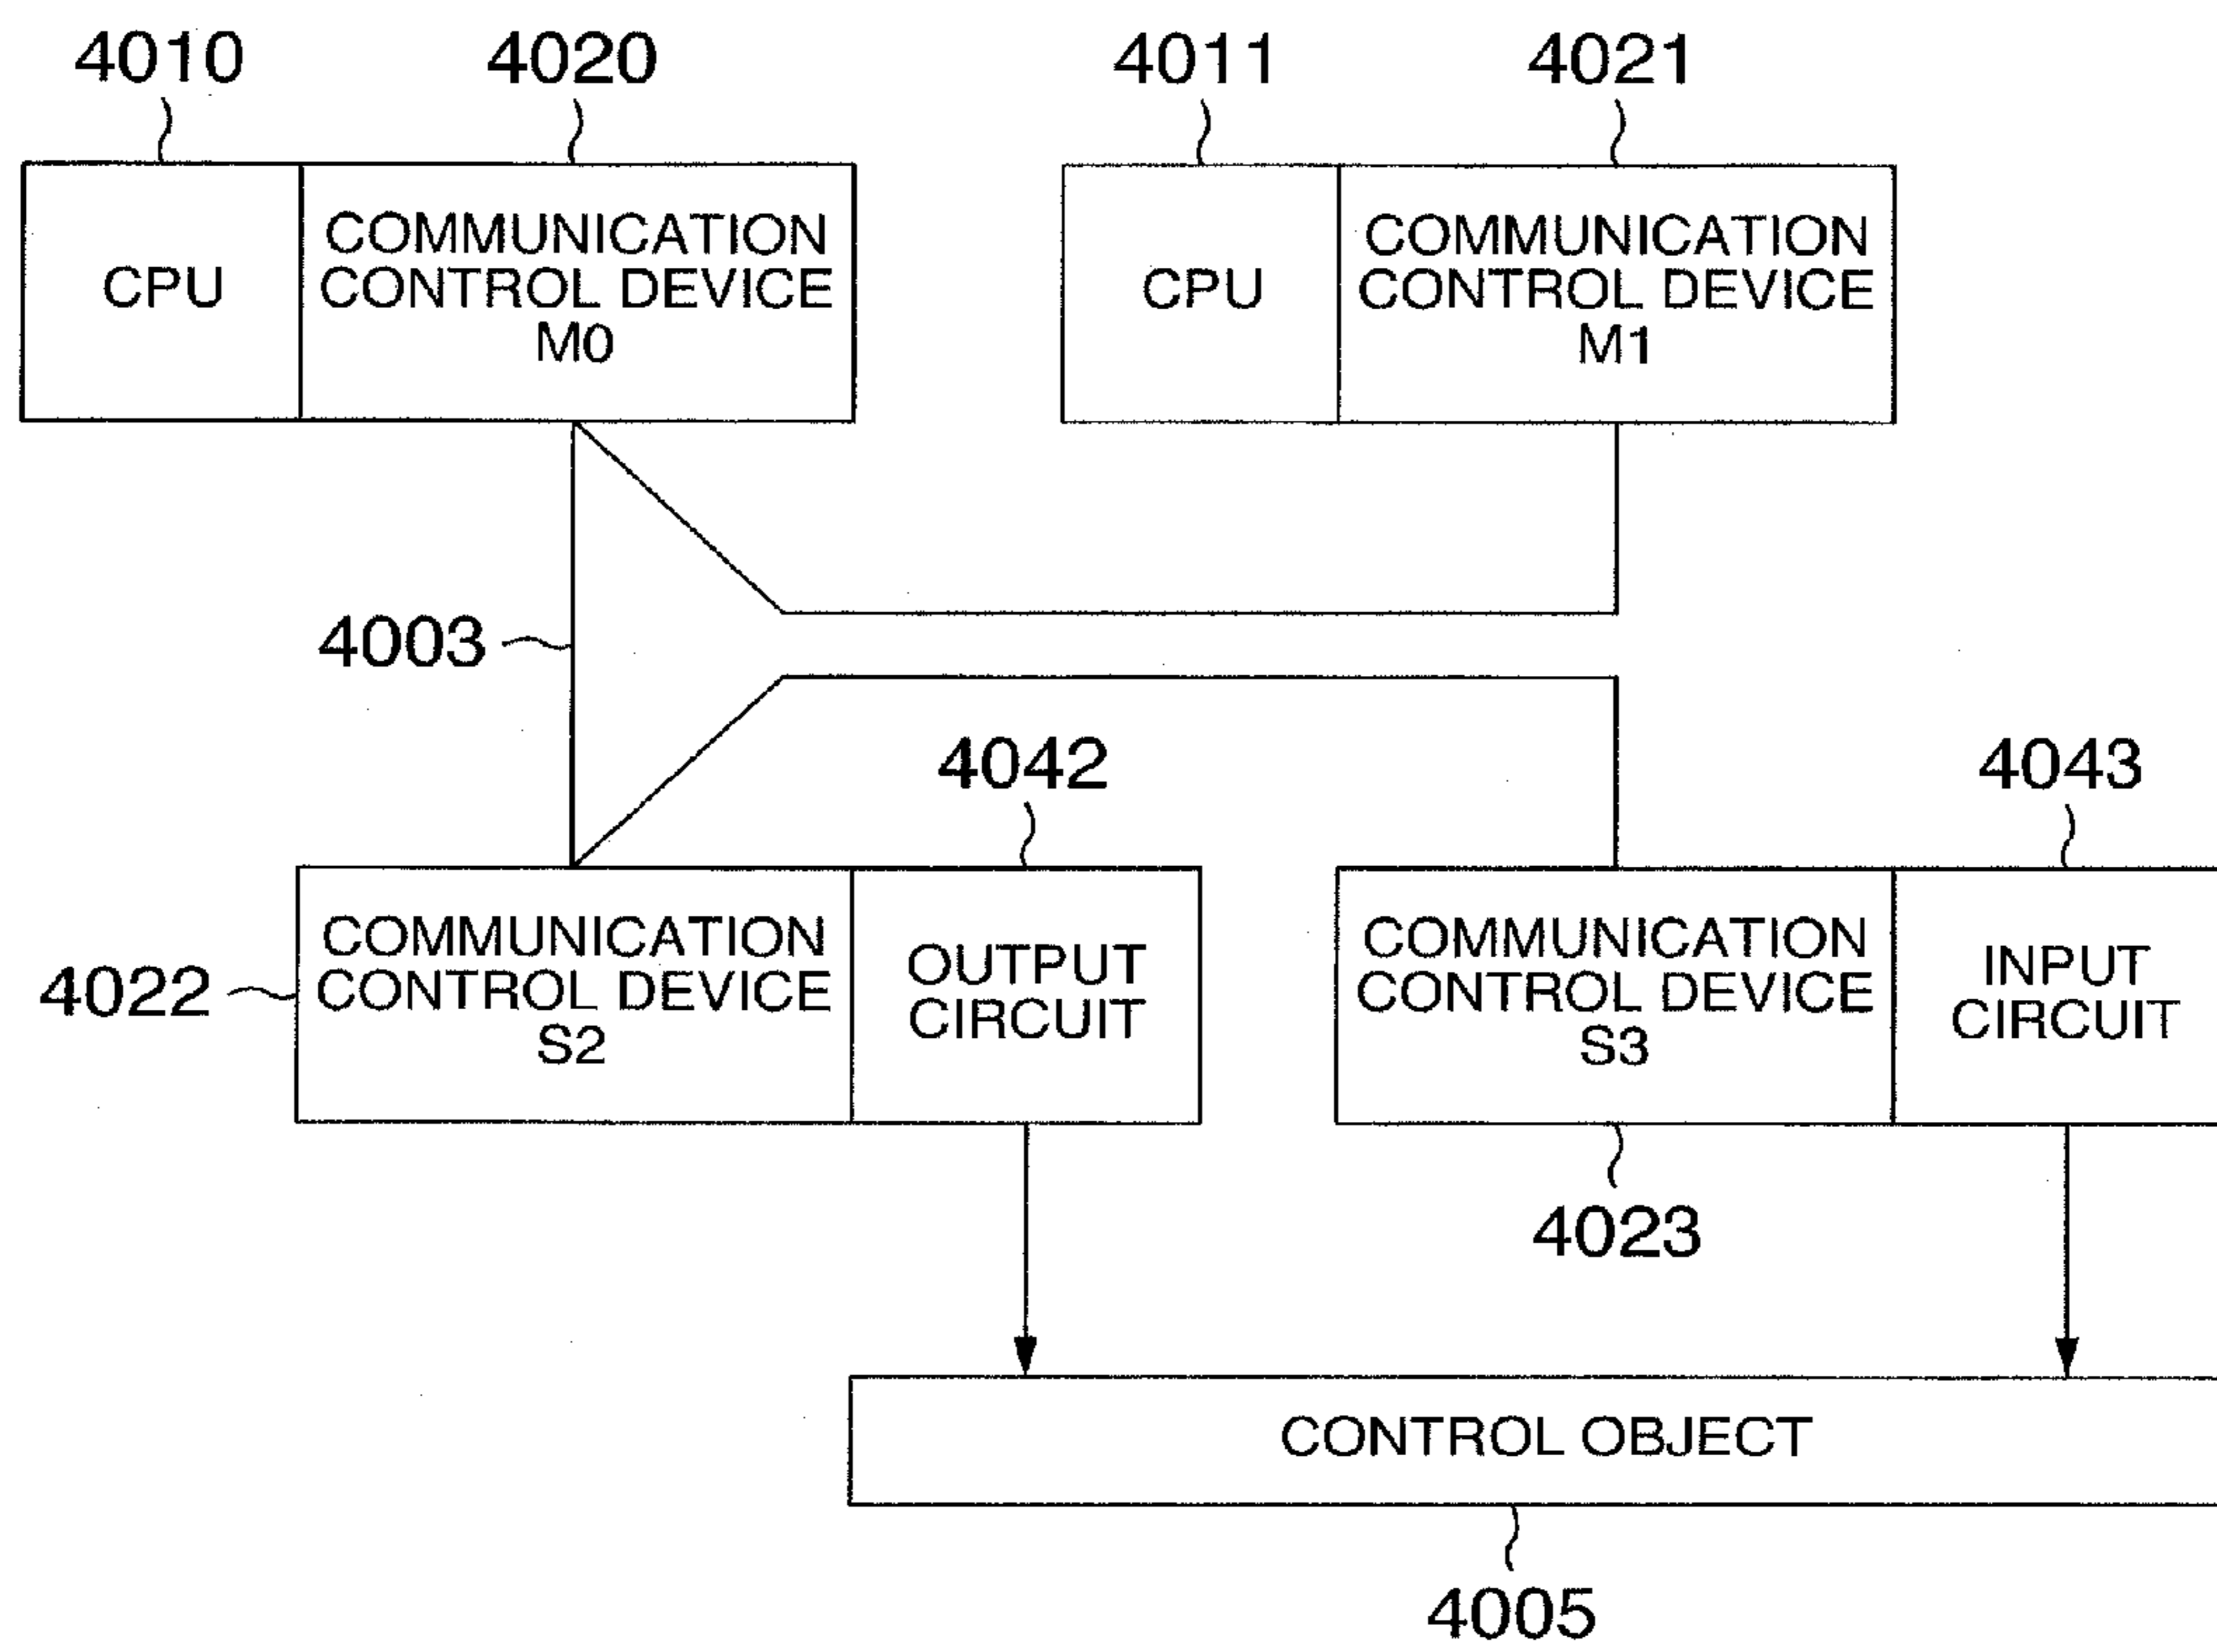 4010
4020
4011
4021
CPU
COMMUNICATION
CONTROL DEVICE
M0
CPU
COMMUNICATION
CONTROL DEVICE
M1
4003
4042
4043
4022
COMMUNICATION
CONTROL DEVICE
S2
OUTPUT
CIRCUIT
COMMUNICATION
CONTROL DEVICE
S3
INPUT
CIRCUIT
4023
CONTROL OBJECT
4005